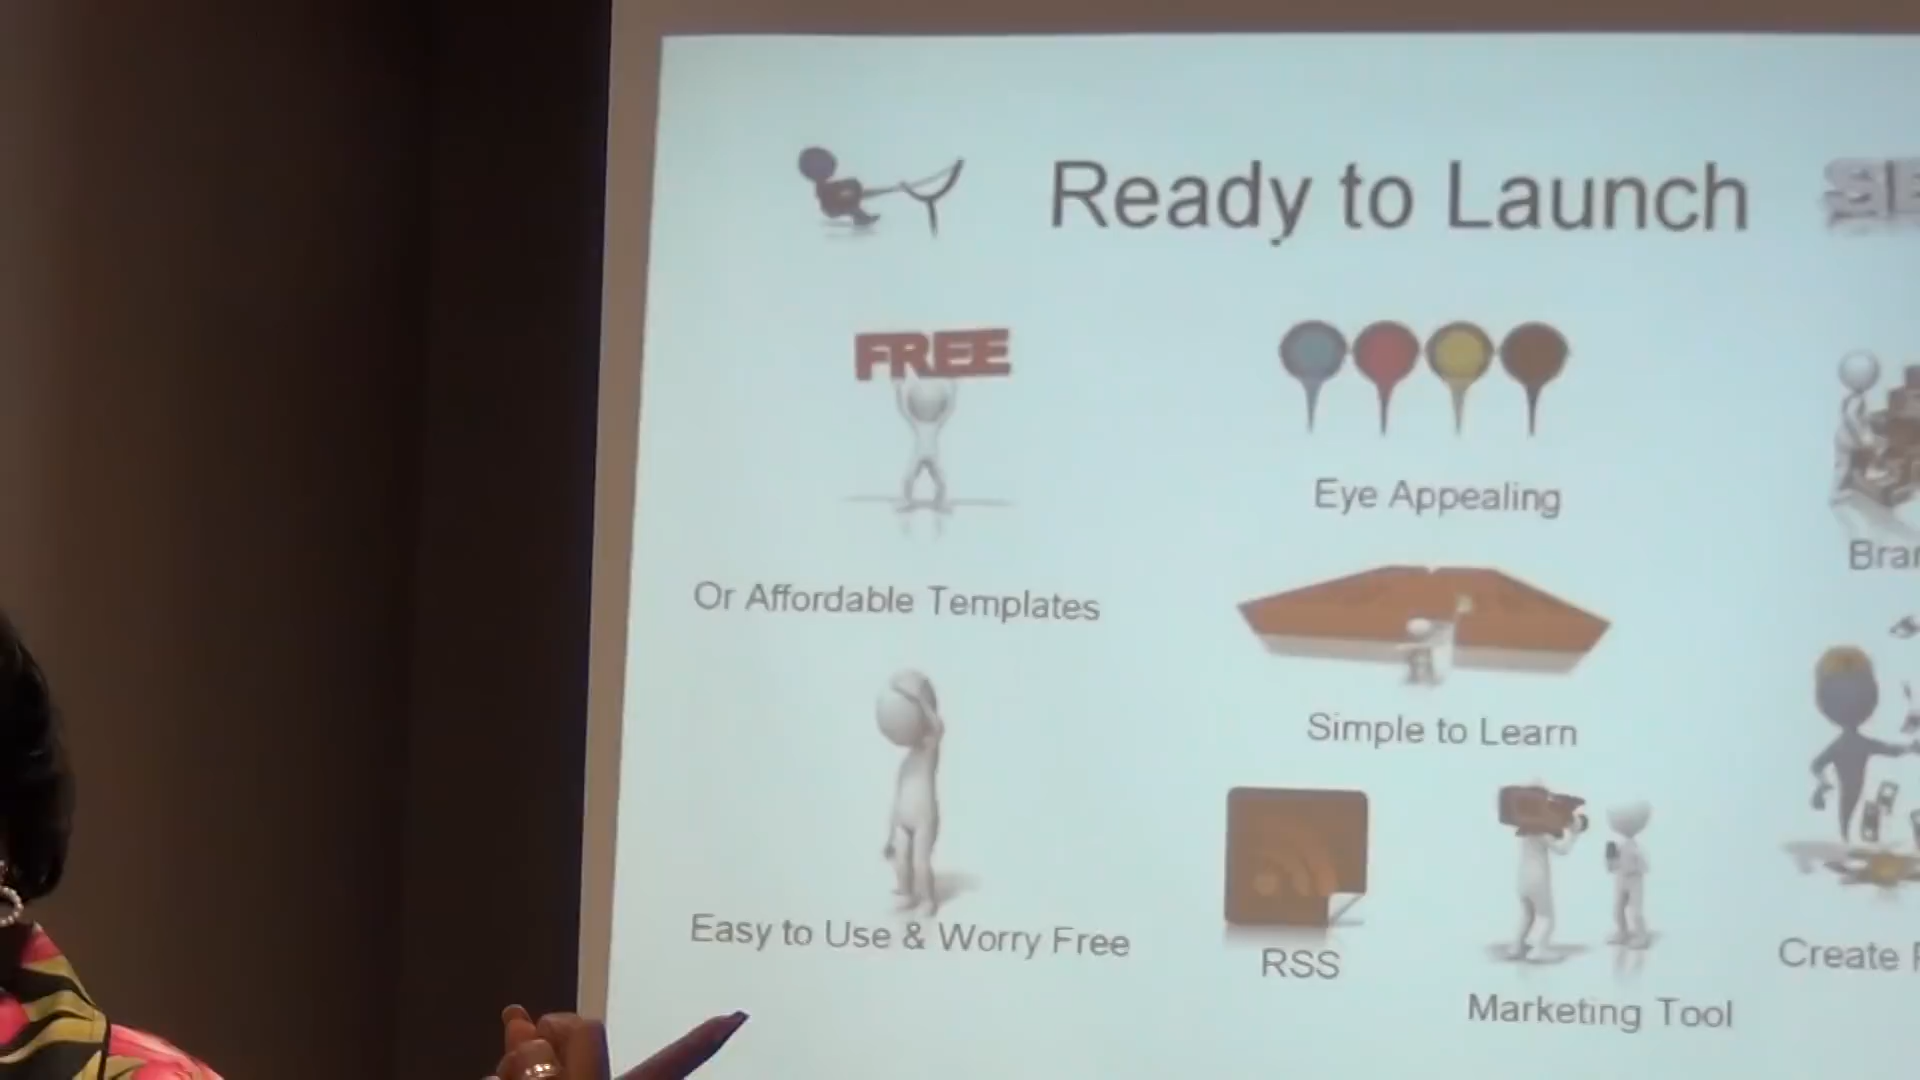 Ready to Launch
FREE
Eye Appealing
Or Affordable Templates
Simple to Learn
Easy to Use & Worry Free
RSS
Marketing Tool
Create